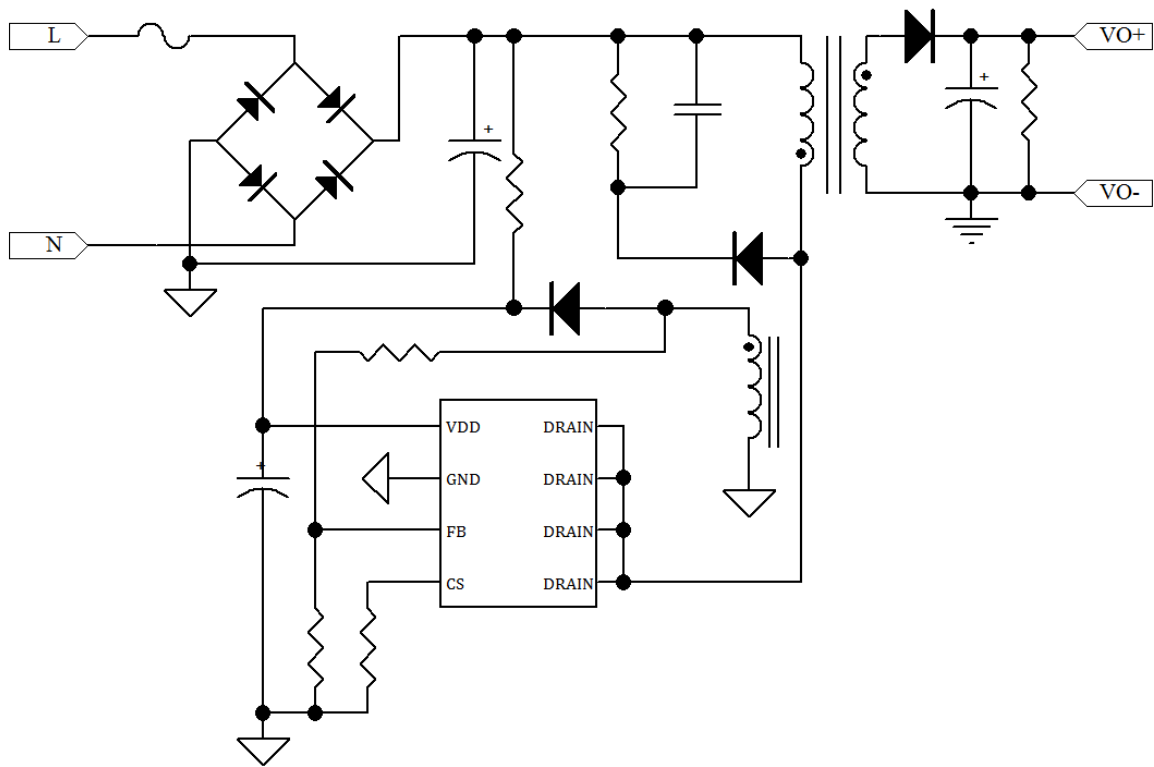 L
VO+
+
+
N
VO-
+
VDD
DRAIN
GND
DRAIN
FB
DRAIN
CS
DRAIN